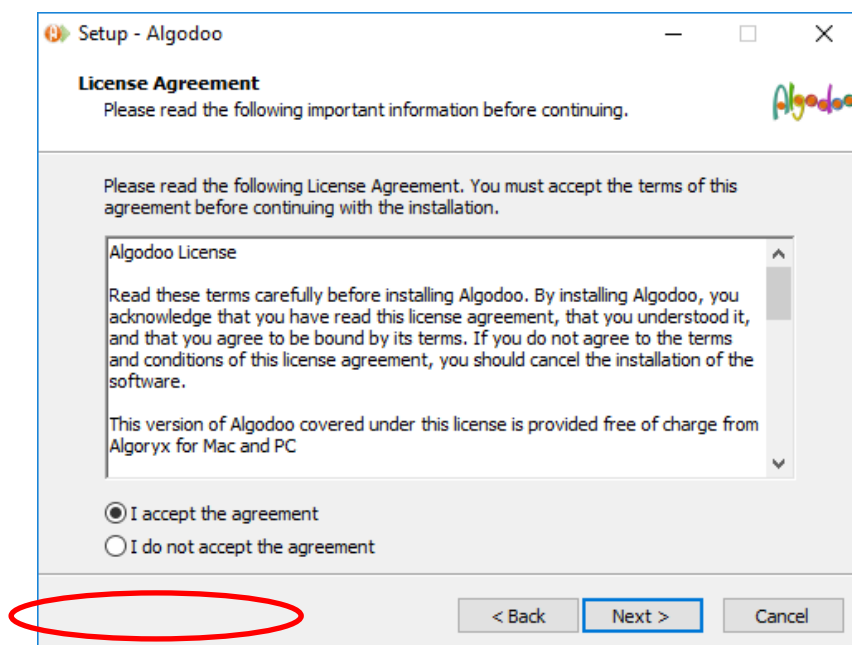 Setup - Algodoo
License Agreement
Please read the following important information before continuing.
Algodoo
Please read the following License Agreement. You must accept the terms of this
agreement before continuing with the installation.
Algodoo License
Read these terms carefully before installing Algodoo. By installing Algodoo, you
acknowledge that you have read this license agreement, that you understood it,
and that you agree to be bound by its terms. If you do not agree to the terms
and conditions of this license agreement, you should cancel the installation of the
software.
This version of Algodoo covered under this license is provided free of charge from
Algoryx for Mac and PC
I accept the agreement
I do not accept the agreement
< Back Next > Cancel